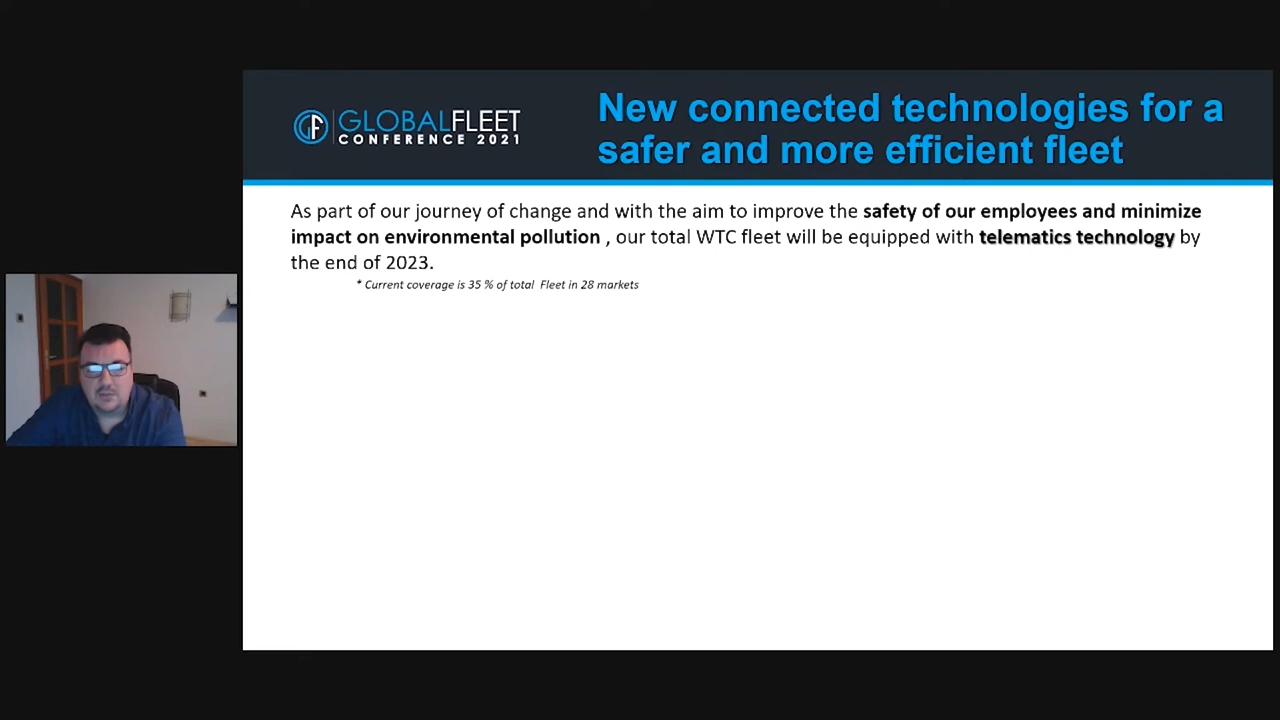 GF GLOBALFLEET
CONFERENCE 2021
New connected technologies for a
safer and more efficient fleet
As part of our journey of change and with the aim to improve the safety of our employees and minimize
impact on environmental pollution , our total WTC fleet will be equipped with telematics technology by
the end of 2023.
* Current coverage is 35 % of total Fleet in 28 markets